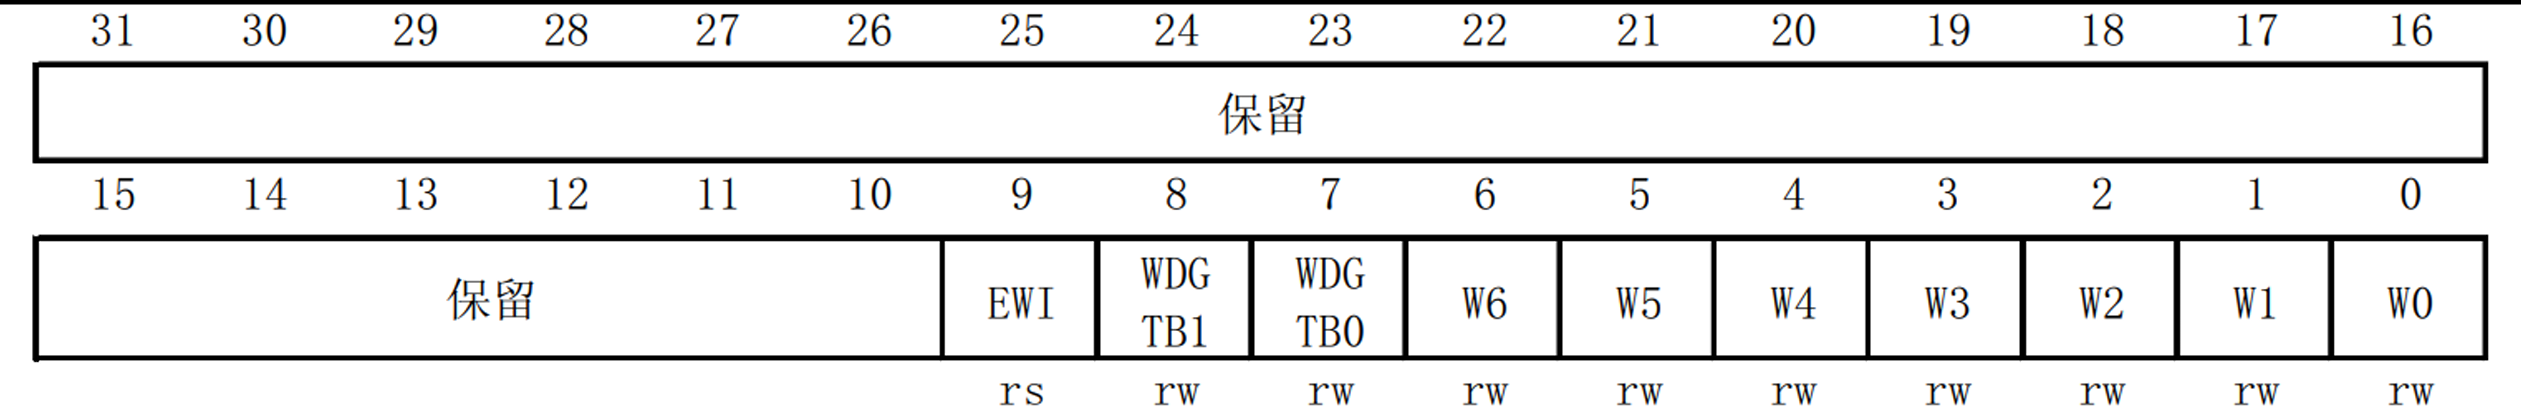 31 30 29 28 27 26 25 24 23 22 21 20 19 18 17 16
保留
15 14 13 12 11 10 9 8 7 6 5 4 3 2 1 0
保留 EWI WDG TB1 WDG TB0 W6 W5 W4 W3 W2 W1 W0
rs rw rw rw rw rw rw rw rw rw